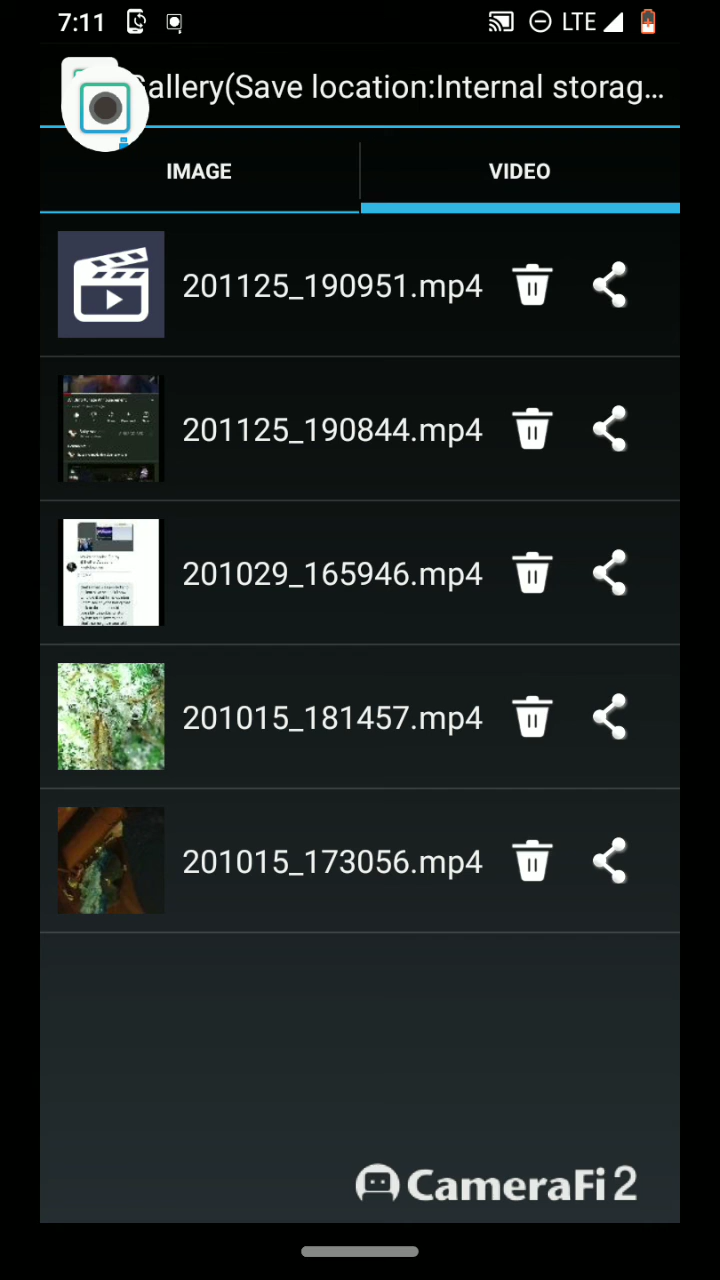 7:11 LTE
Gallery(Save location:Internal storag...
IMAGE VIDEO
201125_190951.mp4
201125_190844.mp4
201029_165946.mp4
201015_181457.mp4
201015_173056.mp4
CameraFi 2